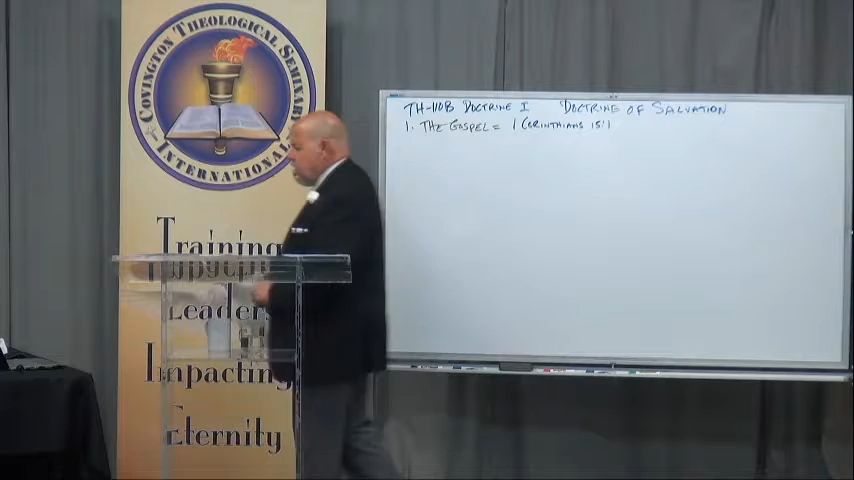 COVINGTON THEOLOGICAL SEMINARY
INTERNATIONAL
Training
Leaders
Impacting
Eternity
TH-110B DOCTRINE I DOCTRINE OF SALVATION
1. THE GOSPEL = 1 CORINTHIANS 15:1